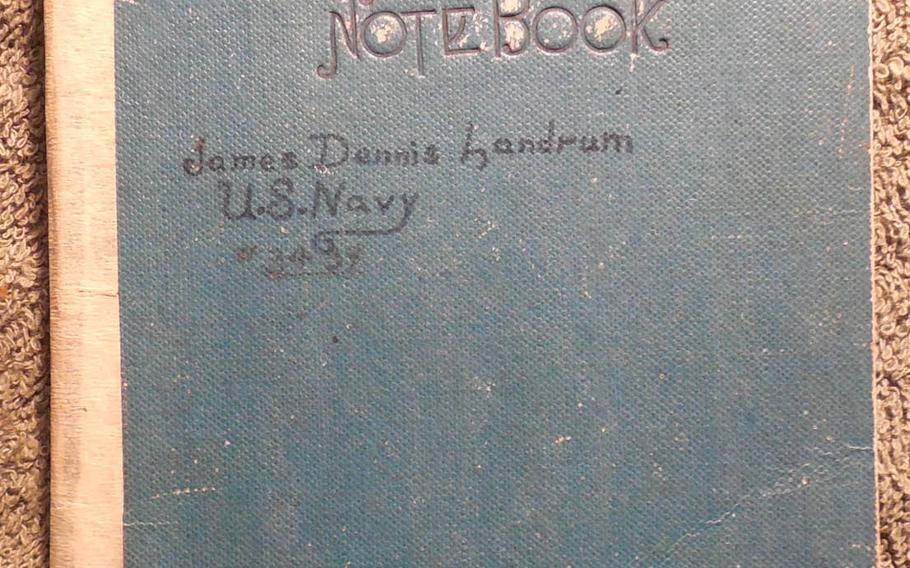 NOTE BOOK
James Dennis Landrum
U.S. Navy